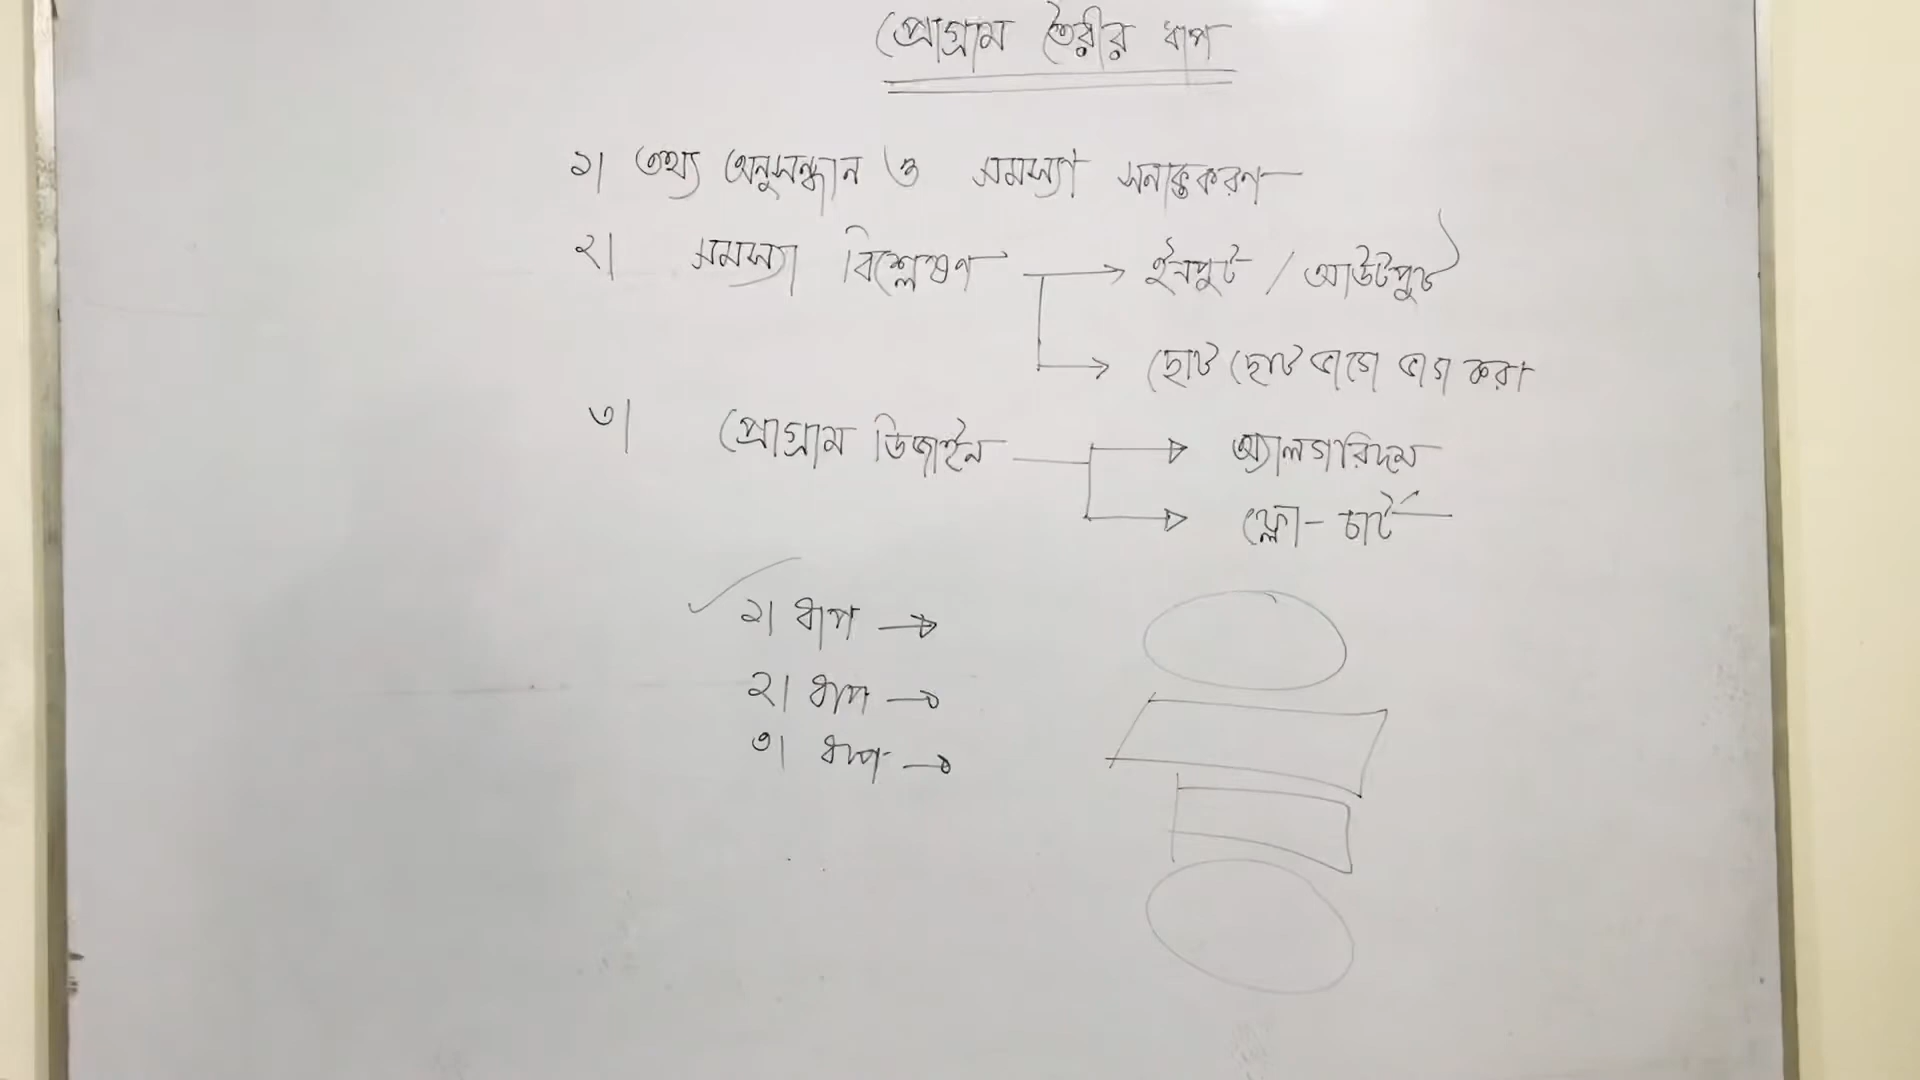 প্রোগ্রাম তৈরীর ধাপ
১। তথ্য অনুসন্ধান ও সমস্যা সনাক্তকরণ
২। সমস্যা বিশ্লেষণ → ইনপুট / আউটপুট
→ ছোট ছোট ভাগে ভাগ করা
৩। প্রোগ্রাম ডিজাইন → অ্যালগারিদম
→ ফ্লো - চার্ট
১। ধাপ →
২। ধাপ →
৩। ধাপ →